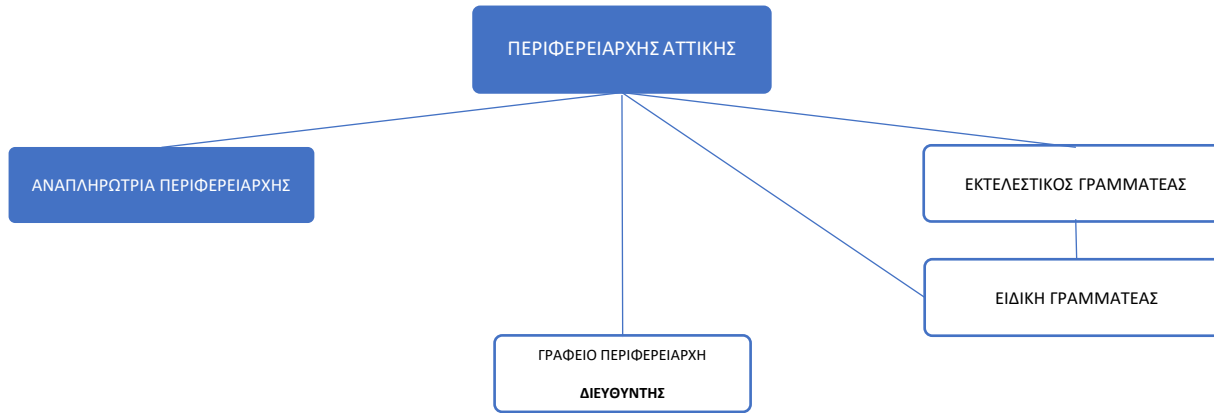 ΠΕΡΙΦΕΡΕΙΑΡΧΗΣ ΑΤΤΙΚΗΣ
ΑΝΑΠΛΗΡΩΤΡΙΑ ΠΕΡΙΦΕΡΕΙΑΡΧΗΣ
ΕΚΤΕΛΕΣΤΙΚΟΣ ΓΡΑΜΜΑΤΕΑΣ
ΕΙΔΙΚΗ ΓΡΑΜΜΑΤΕΑΣ
ΓΡΑΦΕΙΟ ΠΕΡΙΦΕΡΕΙΑΡΧΗ
ΔΙΕΥΘΥΝΤΗΣ